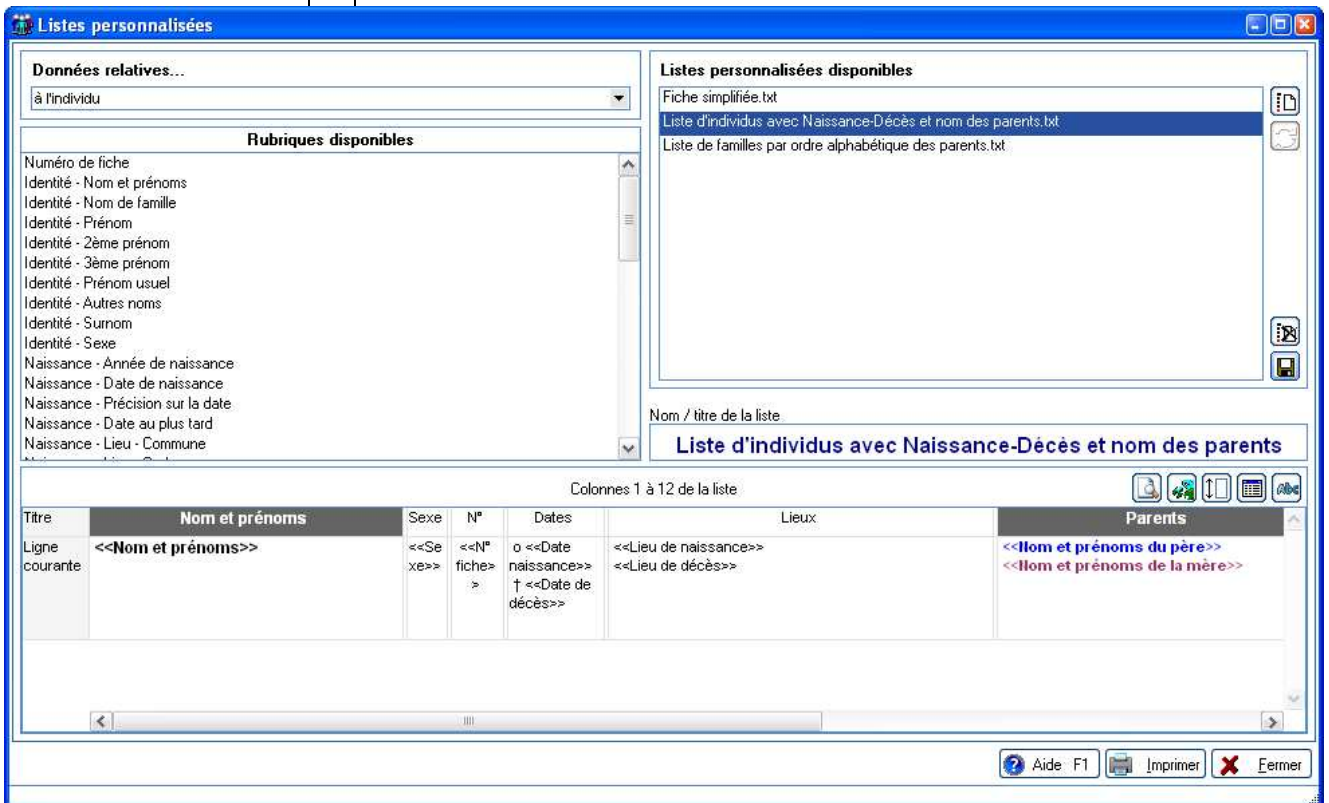 Listes personnalisées
Données relatives...
à l'individu
Rubriques disponibles
Numéro de fiche
Identité - Nom et prénoms
Identité - Nom de famille
Identité - Prénom
Identité - 2ème prénom
Identité - 3ème prénom
Identité - Prénom usuel
Identité - Autres noms
Identité - Surnom
Identité - Sexe
Naissance - Année de naissance
Naissance - Date de naissance
Naissance - Précision sur la date
Naissance - Date au plus tard
Naissance - Lieu - Commune
Listes personnalisées disponibles
Fiche simplifiée.txt
Liste d'individus avec Naissance-Décès et nom des parents.txt
Liste de familles par ordre alphabétique des parents.txt
Nom / titre de la liste
Liste d'individus avec Naissance-Décès et nom des parents
Colonnes 1 à 12 de la liste
Abc
Titre Nom et prénoms Sexe N° Dates Lieux Parents
Ligne <<Nom et prénoms>> <<Se <<N° o <<Date <<Lieu de naissance>> <<Nom et prénoms du père>>
courante xe>> fiche> naissance>> <<Lieu de décès>> <<Nom et prénoms de la mère>>
> † <<Date de
décès>>
Aide F1 Imprimer Fermer